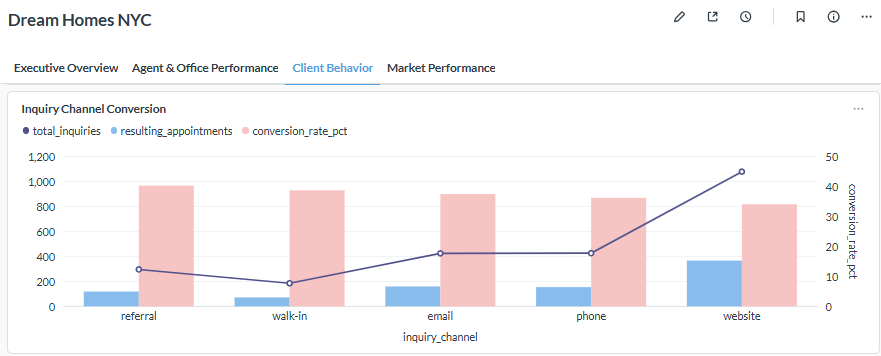 Dream Homes NYC
Executive Overview Agent & Office Performance Client Behavior Market Performance
Inquiry Channel Conversion
total_inquiries resulting_appointments conversion_rate_pct
1,200 50
1,000 40
800
600 30
400 20
200 10
0 0
conversion_rate_pct
referral walk-in email phone website
inquiry_channel